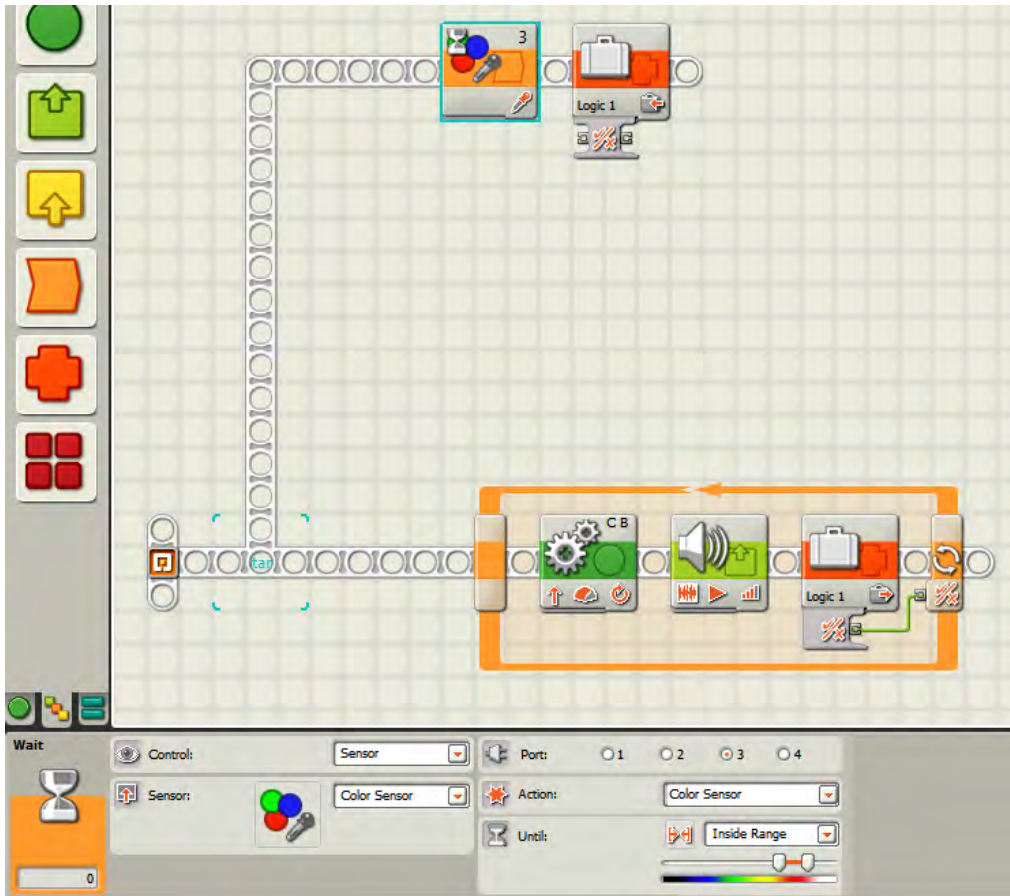 3
Logic 1
tar
C B
Logic 1
Wait
0
Control:
Sensor
Sensor:
Color Sensor
Port:
1
2
3
4
Action:
Color Sensor
Until:
Inside Range